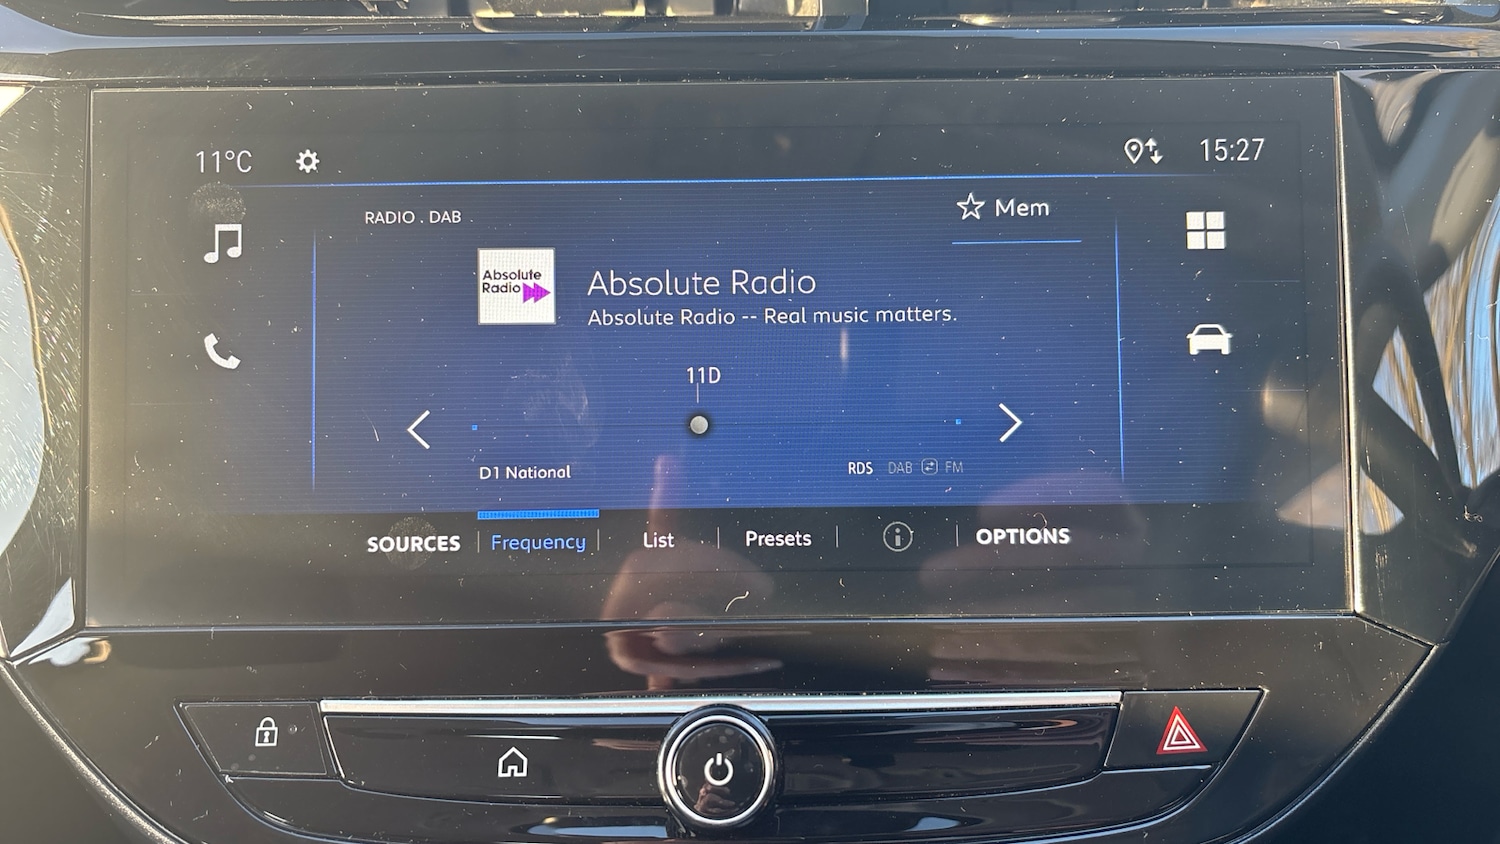 11°C
15:27
RADIO . DAB
Mem
Absolute
Radio
Absolute Radio
Absolute Radio -- Real music matters.
11D
D1 National
RDS DAB FM
SOURCES Frequency List Presets OPTIONS